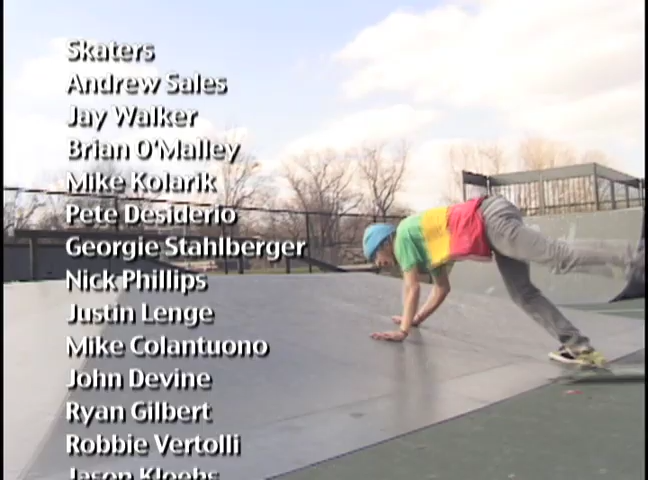 Skaters
Andrew Sales
Jay Walker
Brian O'Malley
Mike Kolarik
Pete Desiderio
Georgie Stahlberger
Nick Phillips
Justin Lenge
Mike Colantuono
John Devine
Ryan Gilbert
Robbie Vertolli
Jason